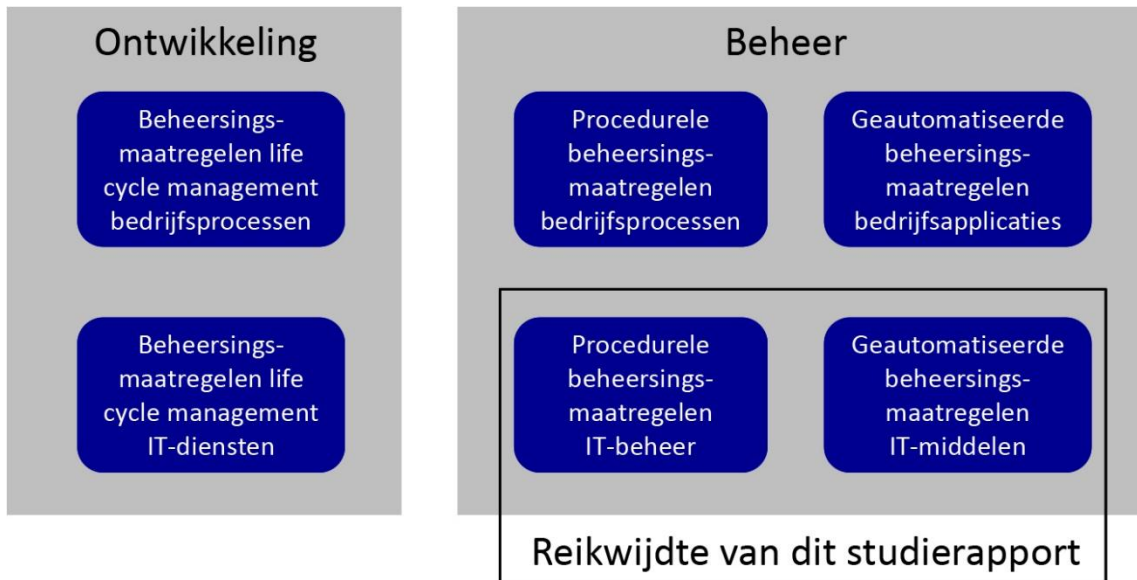 Ontwikkeling
Beheersings-
maatregelen life
cycle management
bedrijfsprocessen
Beheersings-
maatregelen life
cycle management
IT-diensten
Beheer
Procedurele
beheersings-
maatregelen
bedrijfsprocessen
Geautomatiseerde
beheersings-
maatregelen
bedrijfsapplicaties
Procedurele
beheersings-
maatregelen
IT-beheer
Geautomatiseerde
beheersings-
maatregelen
IT-middelen
Reikwijdte van dit studierapport